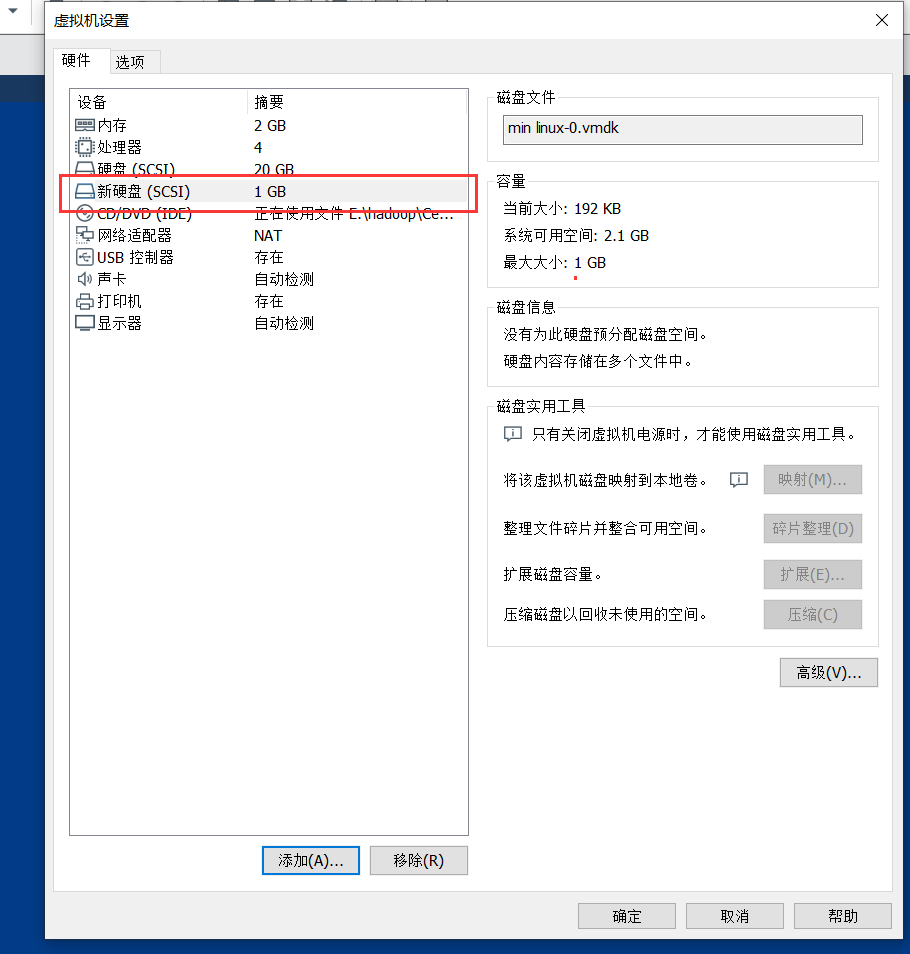 虚拟机设置
硬件 选项
设备 摘要
内存 2 GB
处理器 4
硬盘 (SCSI) 20 GB
新硬盘 (SCSI) 1 GB
CD/DVD (IDE) 正在使用文件 E:\hadoop\Ce...
网络适配器 NAT
USB 控制器 存在
声卡 自动检测
打印机 存在
显示器 自动检测
添加(A)... 移除(R)
磁盘文件
min linux-0.vmdk
容量
当前大小: 192 KB
系统可用空间: 2.1 GB
最大大小: 1 GB
磁盘信息
没有为此硬盘预分配磁盘空间。
硬盘内容存储在多个文件中。
磁盘实用工具
只有关闭虚拟机电源时，才能使用磁盘实用工具。
将该虚拟机磁盘映射到本地卷。 映射(M)...
整理文件碎片并整合可用空间。 碎片整理(D)
扩展磁盘容量。 扩展(E)...
压缩磁盘以回收未使用的空间。 压缩(C)
高级(V)...
确定 取消 帮助